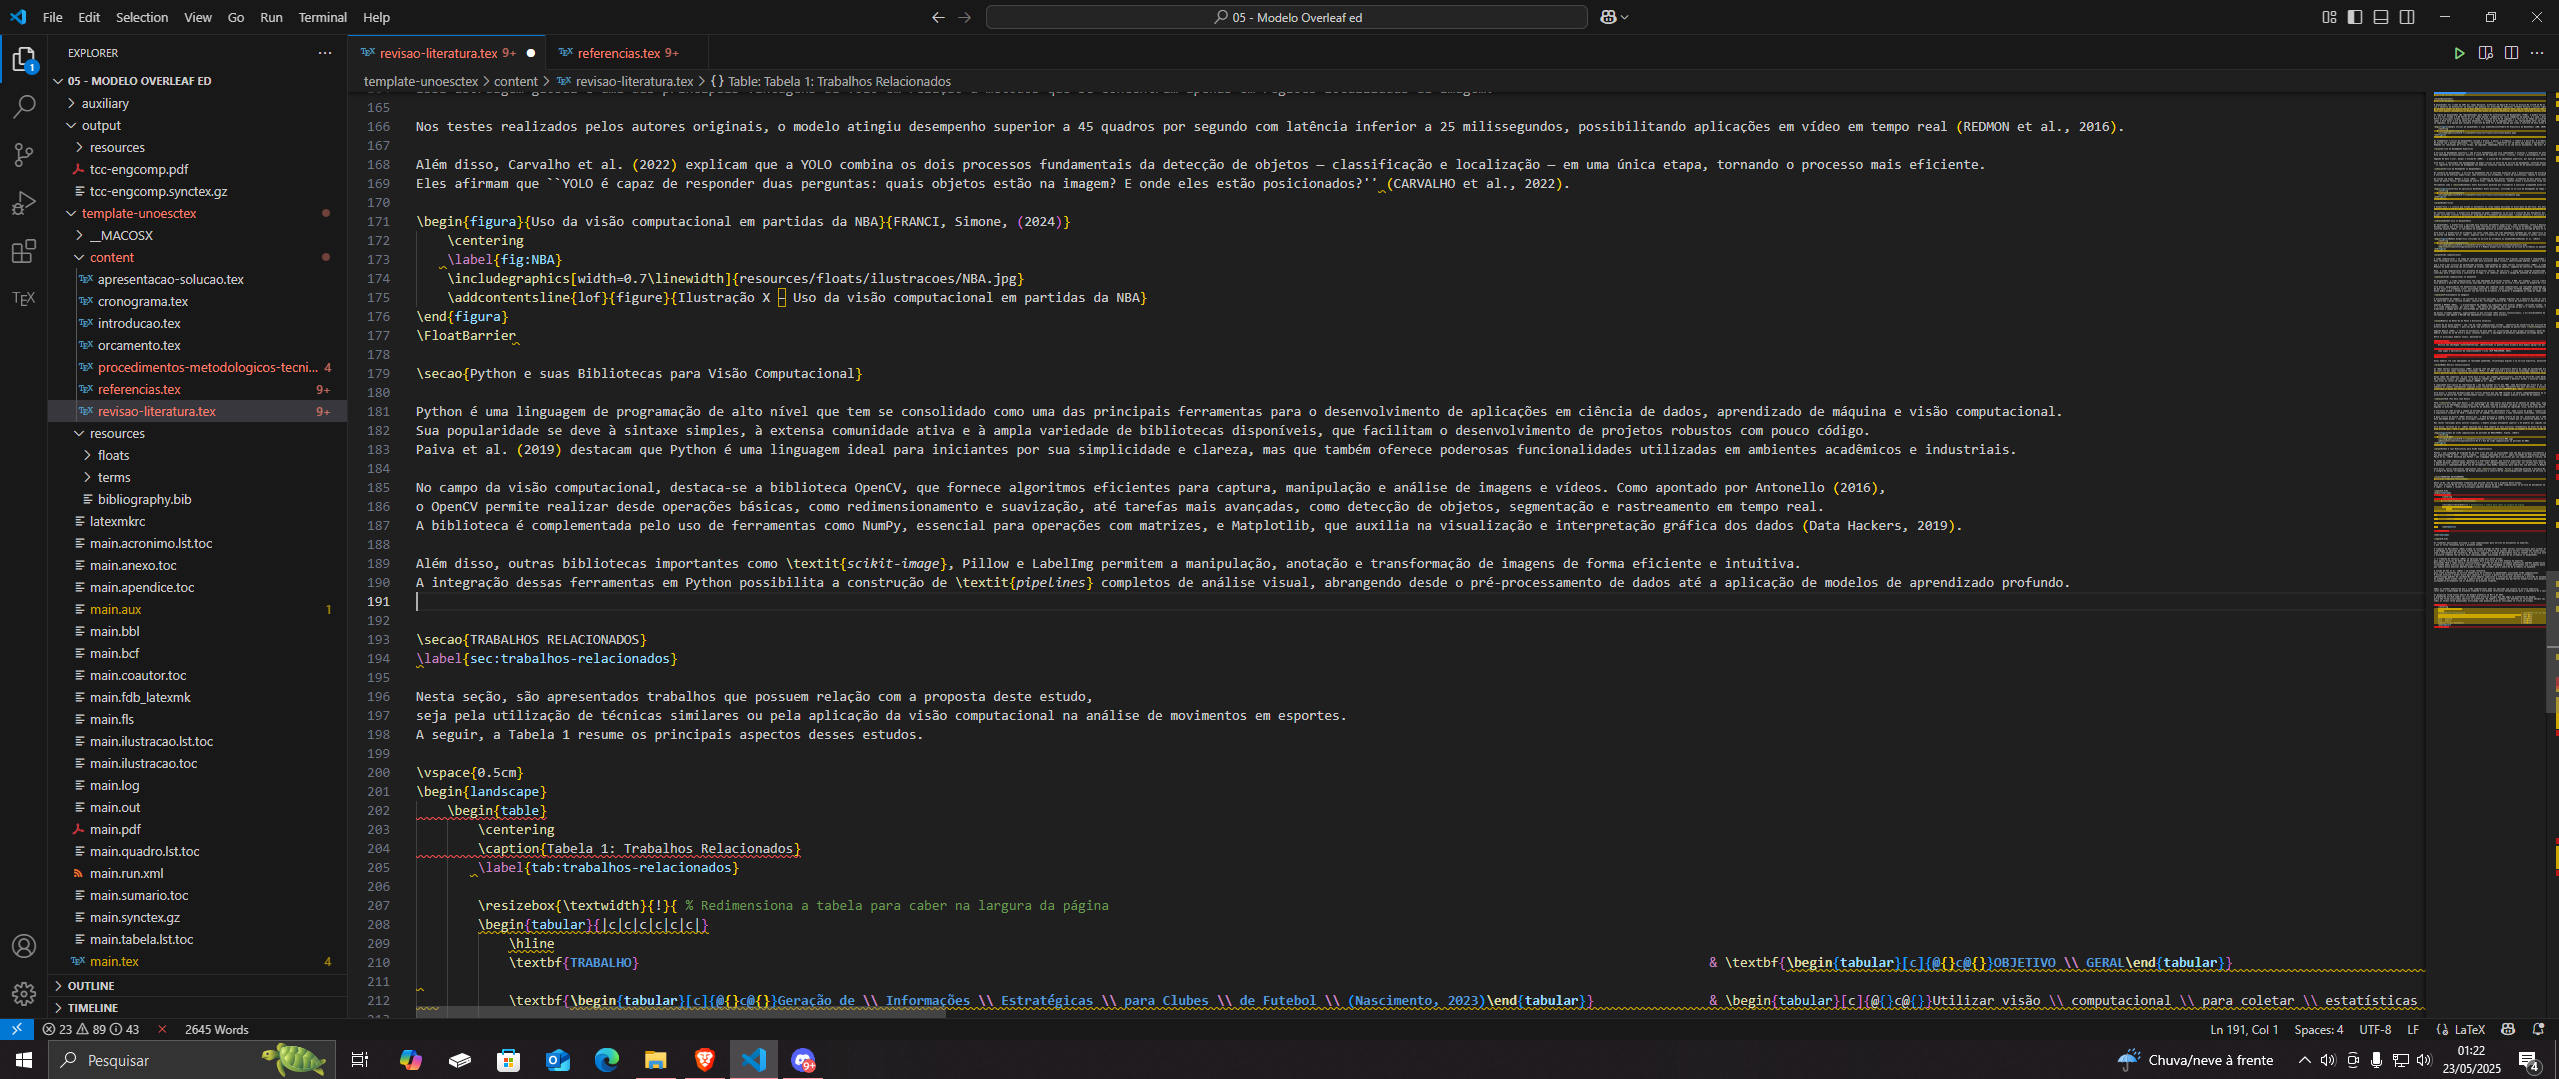 File Edit Selection View Go Run Terminal Help
05 - Modelo Overleaf ed
EXPLORER
05 - MODELO OVERLEAF ED
auxiliary
output
resources
tcc-engcomp.pdf
tcc-engcomp.synctex.gz
template-unoesctex
__MACOSX
content
apresentacao-solucao.tex
cronograma.tex
introducao.tex
orcamento.tex
procedimentos-metodologicos-tecni... 4
referencias.tex 9+
revisao-literatura.tex 9+
resources
floats
terms
bibliography.bib
latexmkrc
main.acronimo.lst.toc
main.anexo.toc
main.apendice.toc
main.aux 1
main.bbl
main.bcf
main.coautor.toc
main.fdb_latexmk
main.fls
main.ilustracao.lst.toc
main.ilustracao.toc
main.log
main.out
main.pdf
main.quadro.lst.toc
main.run.xml
main.sumario.toc
main.synctex.gz
main.tabela.lst.toc
main.tex 4
OUTLINE
TIMELINE
revisao-literatura.tex 9+
referencias.tex 9+
template-unoesctex > content > revisao-literatura.tex > {} Table: Tabela 1: Trabalhos Relacionados
165
166 Nos testes realizados pelos autores originais, o modelo atingiu desempenho superior a 45 quadros por segundo com latência inferior a 25 milissegundos, possibilitando aplicações em vídeo em tempo real (REDMON et al., 2016).
167
168 Além disso, Carvalho et al. (2022) explicam que a YOLO combina os dois processos fundamentais da detecção de objetos — classificação e localização — em uma única etapa, tornando o processo mais eficiente.
169 Eles afirmam que ``YOLO é capaz de responder duas perguntas: quais objetos estão na imagem? E onde eles estão posicionados?'' (CARVALHO et al., 2022).
170
171 \begin{figura}{Uso da visão computacional em partidas da NBA}{FRANCI, Simone, (2024)}
172 \centering
173 \label{fig:NBA}
174 \includegraphics[width=0.7\linewidth]{resources/floats/ilustracoes/NBA.jpg}
175 \addcontentsline{lof}{figure}{Ilustração X – Uso da visão computacional em partidas da NBA}
176 \end{figura}
177 \FloatBarrier
178
179 \secao{Python e suas Bibliotecas para Visão Computacional}
180
181 Python é uma linguagem de programação de alto nível que tem se consolidado como uma das principais ferramentas para o desenvolvimento de aplicações em ciência de dados, aprendizado de máquina e visão computacional.
182 Sua popularidade se deve à sintaxe simples, à extensa comunidade ativa e à ampla variedade de bibliotecas disponíveis, que facilitam o desenvolvimento de projetos robustos com pouco código.
183 Paiva et al. (2019) destacam que Python é uma linguagem ideal para iniciantes por sua simplicidade e clareza, mas que também oferece poderosas funcionalidades utilizadas em ambientes acadêmicos e industriais.
184
185 No campo da visão computacional, destaca-se a biblioteca OpenCV, que fornece algoritmos eficientes para captura, manipulação e análise de imagens e vídeos. Como apontado por Antonello (2016),
186 o OpenCV permite realizar desde operações básicas, como redimensionamento e suavização, até tarefas mais avançadas, como detecção de objetos, segmentação e rastreamento em tempo real.
187 A biblioteca é complementada pelo uso de ferramentas como NumPy, essencial para operações com matrizes, e Matplotlib, que auxilia na visualização e interpretação gráfica dos dados (Data Hackers, 2019).
188
189 Além disso, outras bibliotecas importantes como \textit{scikit-image}, Pillow e LabelImg permitem a manipulação, anotação e transformação de imagens de forma eficiente e intuitiva.
190 A integração dessas ferramentas em Python possibilita a construção de \textit{pipelines} completos de análise visual, abrangendo desde o pré-processamento de dados até a aplicação de modelos de aprendizado profundo.
191
192
193 \secao{TRABALHOS RELACIONADOS}
194 \label{sec:trabalhos-relacionados}
195
196 Nesta seção, são apresentados trabalhos que possuem relação com a proposta deste estudo,
197 seja pela utilização de técnicas similares ou pela aplicação da visão computacional na análise de movimentos em esportes.
198 A seguir, a Tabela 1 resume os principais aspectos desses estudos.
199
200 \vspace{0.5cm}
201 \begin{landscape}
202 \begin{table}
203 \centering
204 \caption{Tabela 1: Trabalhos Relacionados}
205 \label{tab:trabalhos-relacionados}
206
207 \resizebox{\textwidth}{!}{ % Redimensiona a tabela para caber na largura da página
208 \begin{tabular}{|c|c|c|c|c|c|}
209 \hline
210 \textbf{TRABALHO} & \textbf{\begin{tabular}[c]{@{}c@{}}OBJETIVO \\ GERAL\end{tabular}}
211
212 \textbf{\begin{tabular}[c]{@{}c@{}}Geração de \\ Informações \\ Estratégicas \\ para Clubes \\ de Futebol \\ (Nascimento, 2023)\end{tabular}} & \begin{tabular}[c]{@{}c@{}}Utilizar visão \\ computacional \\ para coletar \\ estatísticas
23 89 43 2645 Words
Ln 191, Col 1 Spaces: 4 UTF-8 LF LaTeX
Pesquisar
Chuva/neve à frente
01:22
23/05/2025